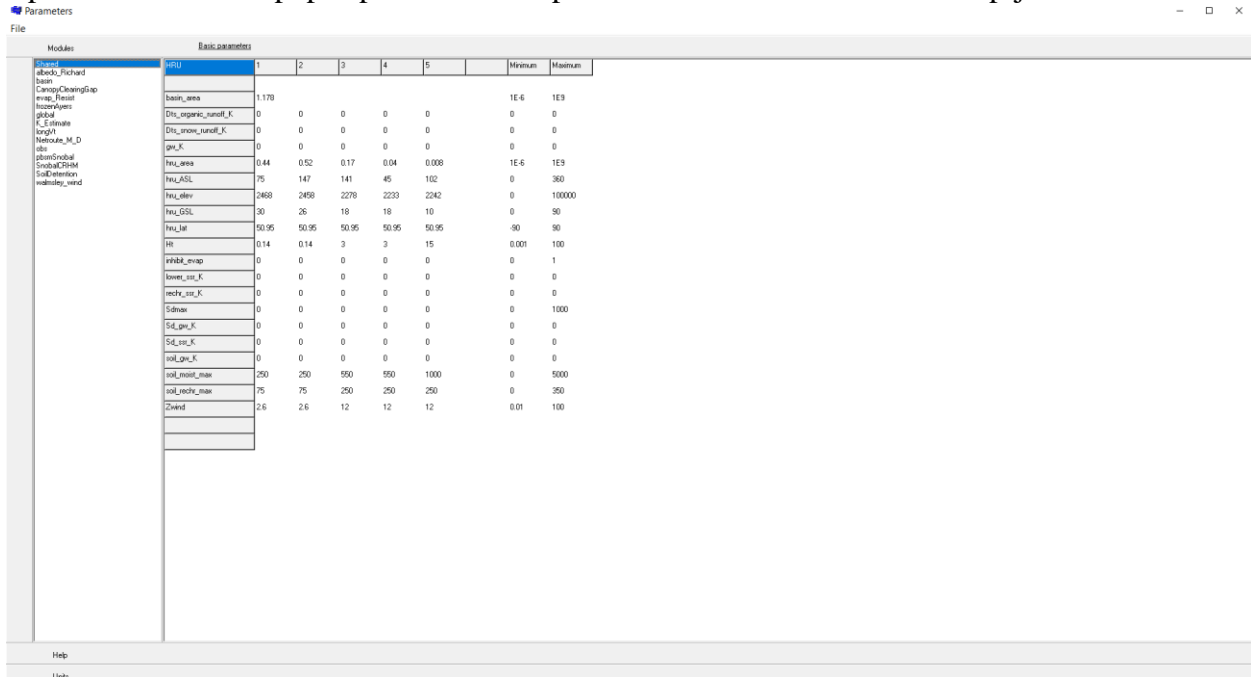 Parameters
File
Modules
Basic parameters
Shared
albedo_Richard
basin
CanopyClearingGap
evap_Resist
frozenAyers
global
K_Estimate
longVt
Netroute_M_D
obs
pbsmSnobal
SnobalCRHM
SoilDetention
walmsley_wind
HRU 1 2 3 4 5 Minimum Maximum
basin_area 1.178 1E-6 1E9
Dts_organic_runoff_K 0 0 0 0 0 0 0
Dts_snow_runoff_K 0 0 0 0 0 0 0
gw_K 0 0 0 0 0 0 0
hru_area 0.44 0.52 0.17 0.04 0.008 1E-6 1E9
hru_ASL 75 147 141 45 102 0 360
hru_elev 2468 2458 2278 2233 2242 0 100000
hru_GSL 30 26 18 18 10 0 90
hru_lat 50.95 50.95 50.95 50.95 50.95 -90 90
Ht 0.14 0.14 3 3 15 0.001 100
inhibit_evap 0 0 0 0 0 0 1
lower_ssr_K 0 0 0 0 0 0 0
rechr_ssr_K 0 0 0 0 0 0 0
Sdmax 0 0 0 0 0 0 1000
Sd_gw_K 0 0 0 0 0 0 0
Sd_ssr_K 0 0 0 0 0 0 0
soil_gw_K 0 0 0 0 0 0 0
soil_moist_max 250 250 550 550 1000 0 5000
soil_rechr_max 75 75 250 250 250 0 350
Zwind 2.6 2.6 12 12 12 0.01 100
Help
Units